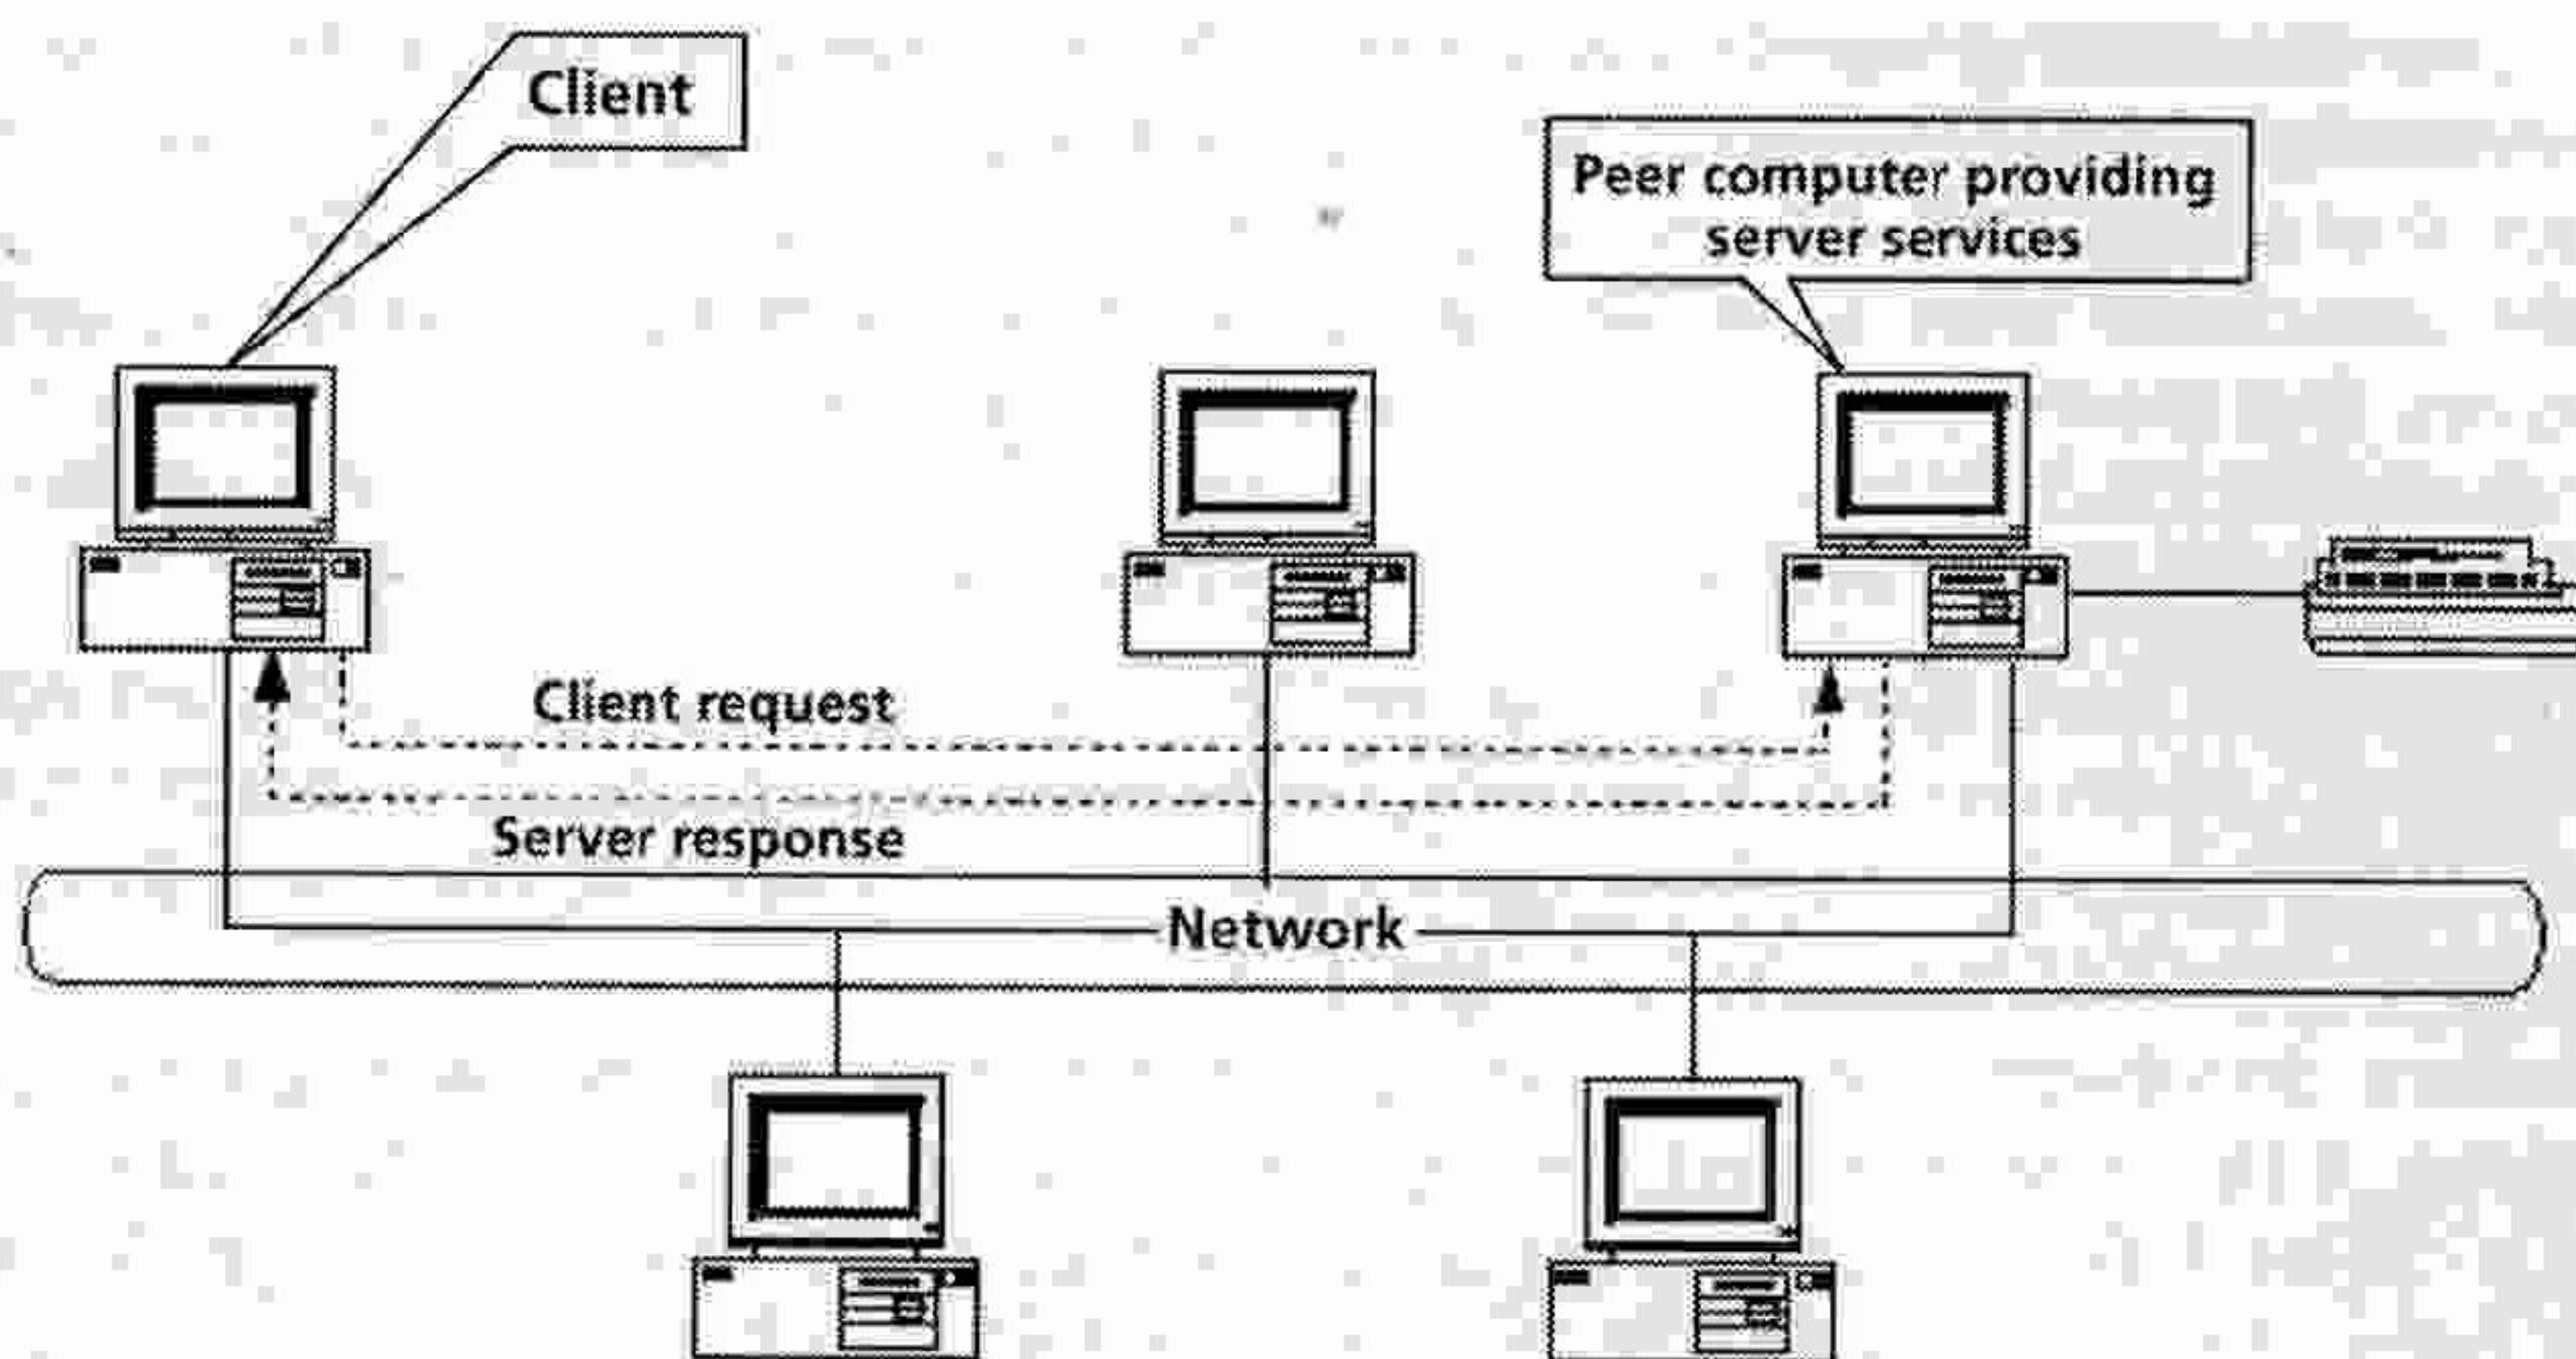 Client
Peer computer providing
server services
Client request
Server response
Network